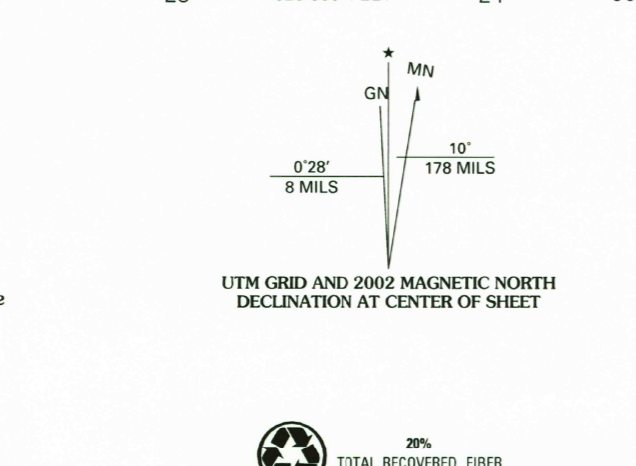 ★
MN
GN
10°
178 MILS
0°28′
8 MILS
UTM GRID AND 2002 MAGNETIC NORTH
DECLINATION AT CENTER OF SHEET
20%
TOTAL RECOVERED FIBER